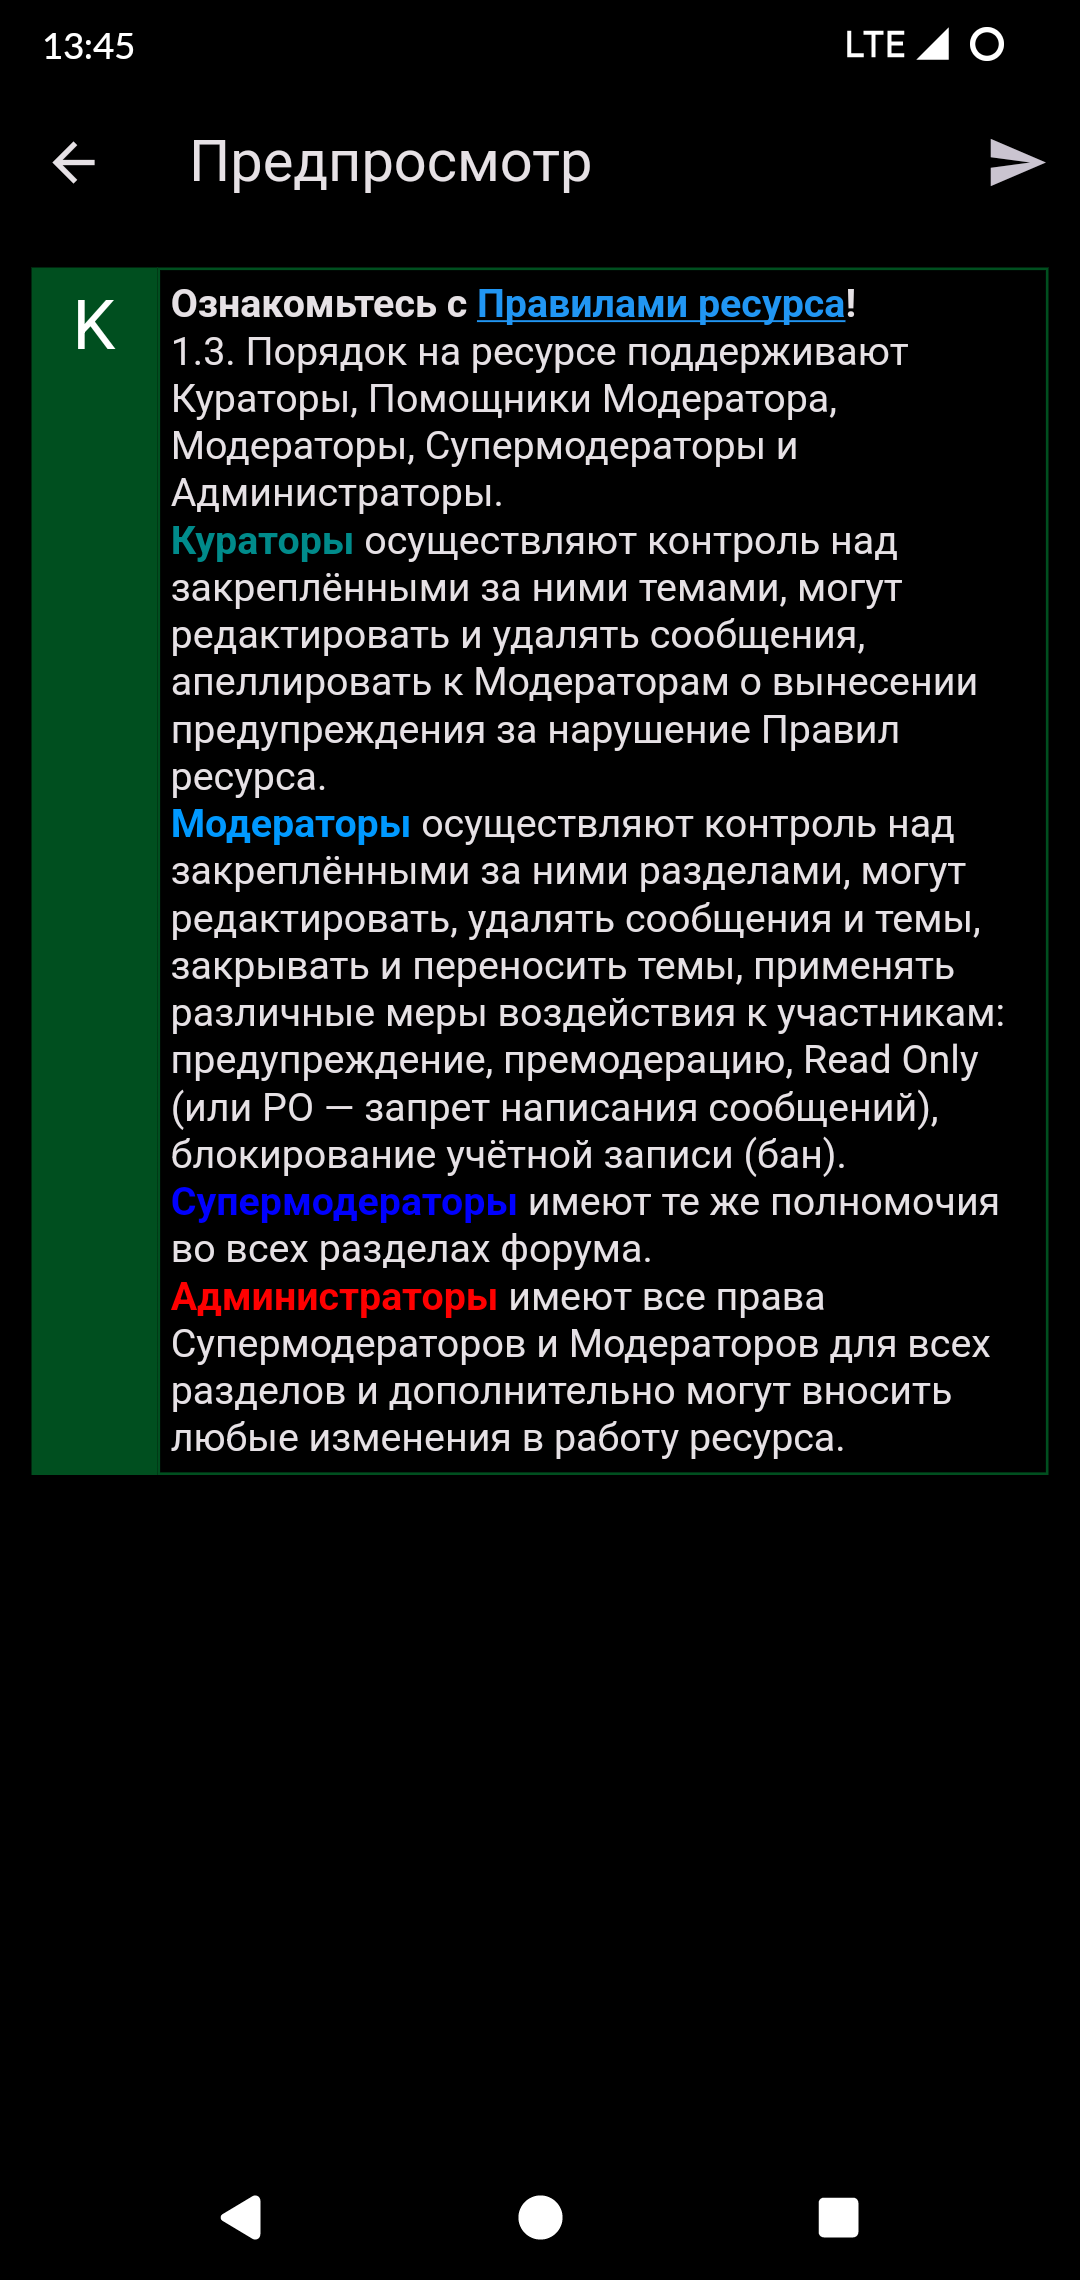 13:45
LTE
Предпросмотр
K
Ознакомьтесь с Правилами ресурса!
1.3. Порядок на ресурсе поддерживают
Кураторы, Помощники Модератора,
Модераторы, Супермодераторы и
Администраторы.
Кураторы осуществляют контроль над
закреплёнными за ними темами, могут
редактировать и удалять сообщения,
апеллировать к Модераторам о вынесении
предупреждения за нарушение Правил
ресурса.
Модераторы осуществляют контроль над
закреплёнными за ними разделами, могут
редактировать, удалять сообщения и темы,
закрывать и переносить темы, применять
различные меры воздействия к участникам:
предупреждение, премодерацию, Read Only
(или РО — запрет написания сообщений),
блокирование учётной записи (бан).
Супермодераторы имеют те же полномочия
во всех разделах форума.
Администраторы имеют все права
Супермодераторов и Модераторов для всех
разделов и дополнительно могут вносить
любые изменения в работу ресурса.